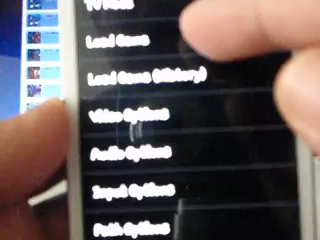 Load Game
Load Game (History)
Video Options
Audio Options
Input Options
Path Options